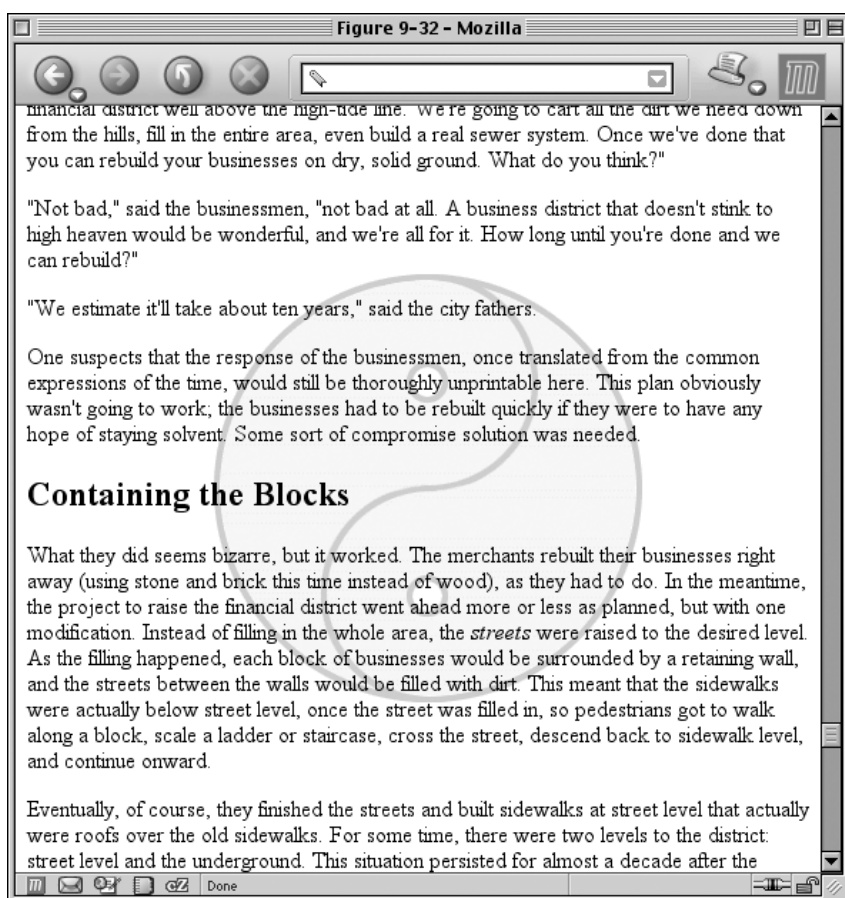 Figure 9-32 - Mozilla
financial district well above the high-tide line. We're going to cart all the dirt we need down
from the hills, fill in the entire area, even build a real sewer system. Once we've done that
you can rebuild your businesses on dry, solid ground. What do you think?"
"Not bad," said the businessmen, "not bad at all. A business district that doesn't stink to
high heaven would be wonderful, and we're all for it. How long until you're done and we
can rebuild?"
"We estimate it'll take about ten years," said the city fathers.
One suspects that the response of the businessmen, once translated from the common
expressions of the time, would still be thoroughly unprintable here. This plan obviously
wasn't going to work; the businesses had to be rebuilt quickly if they were to have any
hope of staying solvent. Some sort of compromise solution was needed.
Containing the Blocks
What they did seems bizarre, but it worked. The merchants rebuilt their businesses right
away (using stone and brick this time instead of wood), as they had to do. In the meantime,
the project to raise the financial district went ahead more or less as planned, but with one
modification. Instead of filling in the whole area, the streets were raised to the desired level.
As the filling happened, each block of businesses would be surrounded by a retaining wall,
and the streets between the walls would be filled with dirt. This meant that the sidewalks
were actually below street level, once the street was filled in, so pedestrians got to walk
along a block, scale a ladder or staircase, cross the street, descend back to sidewalk level,
and continue onward.
Eventually, of course, they finished the streets and built sidewalks at street level that actually
were roofs over the old sidewalks. For some time, there were two levels to the district:
street level and the underground. This situation persisted for almost a decade after the
Done